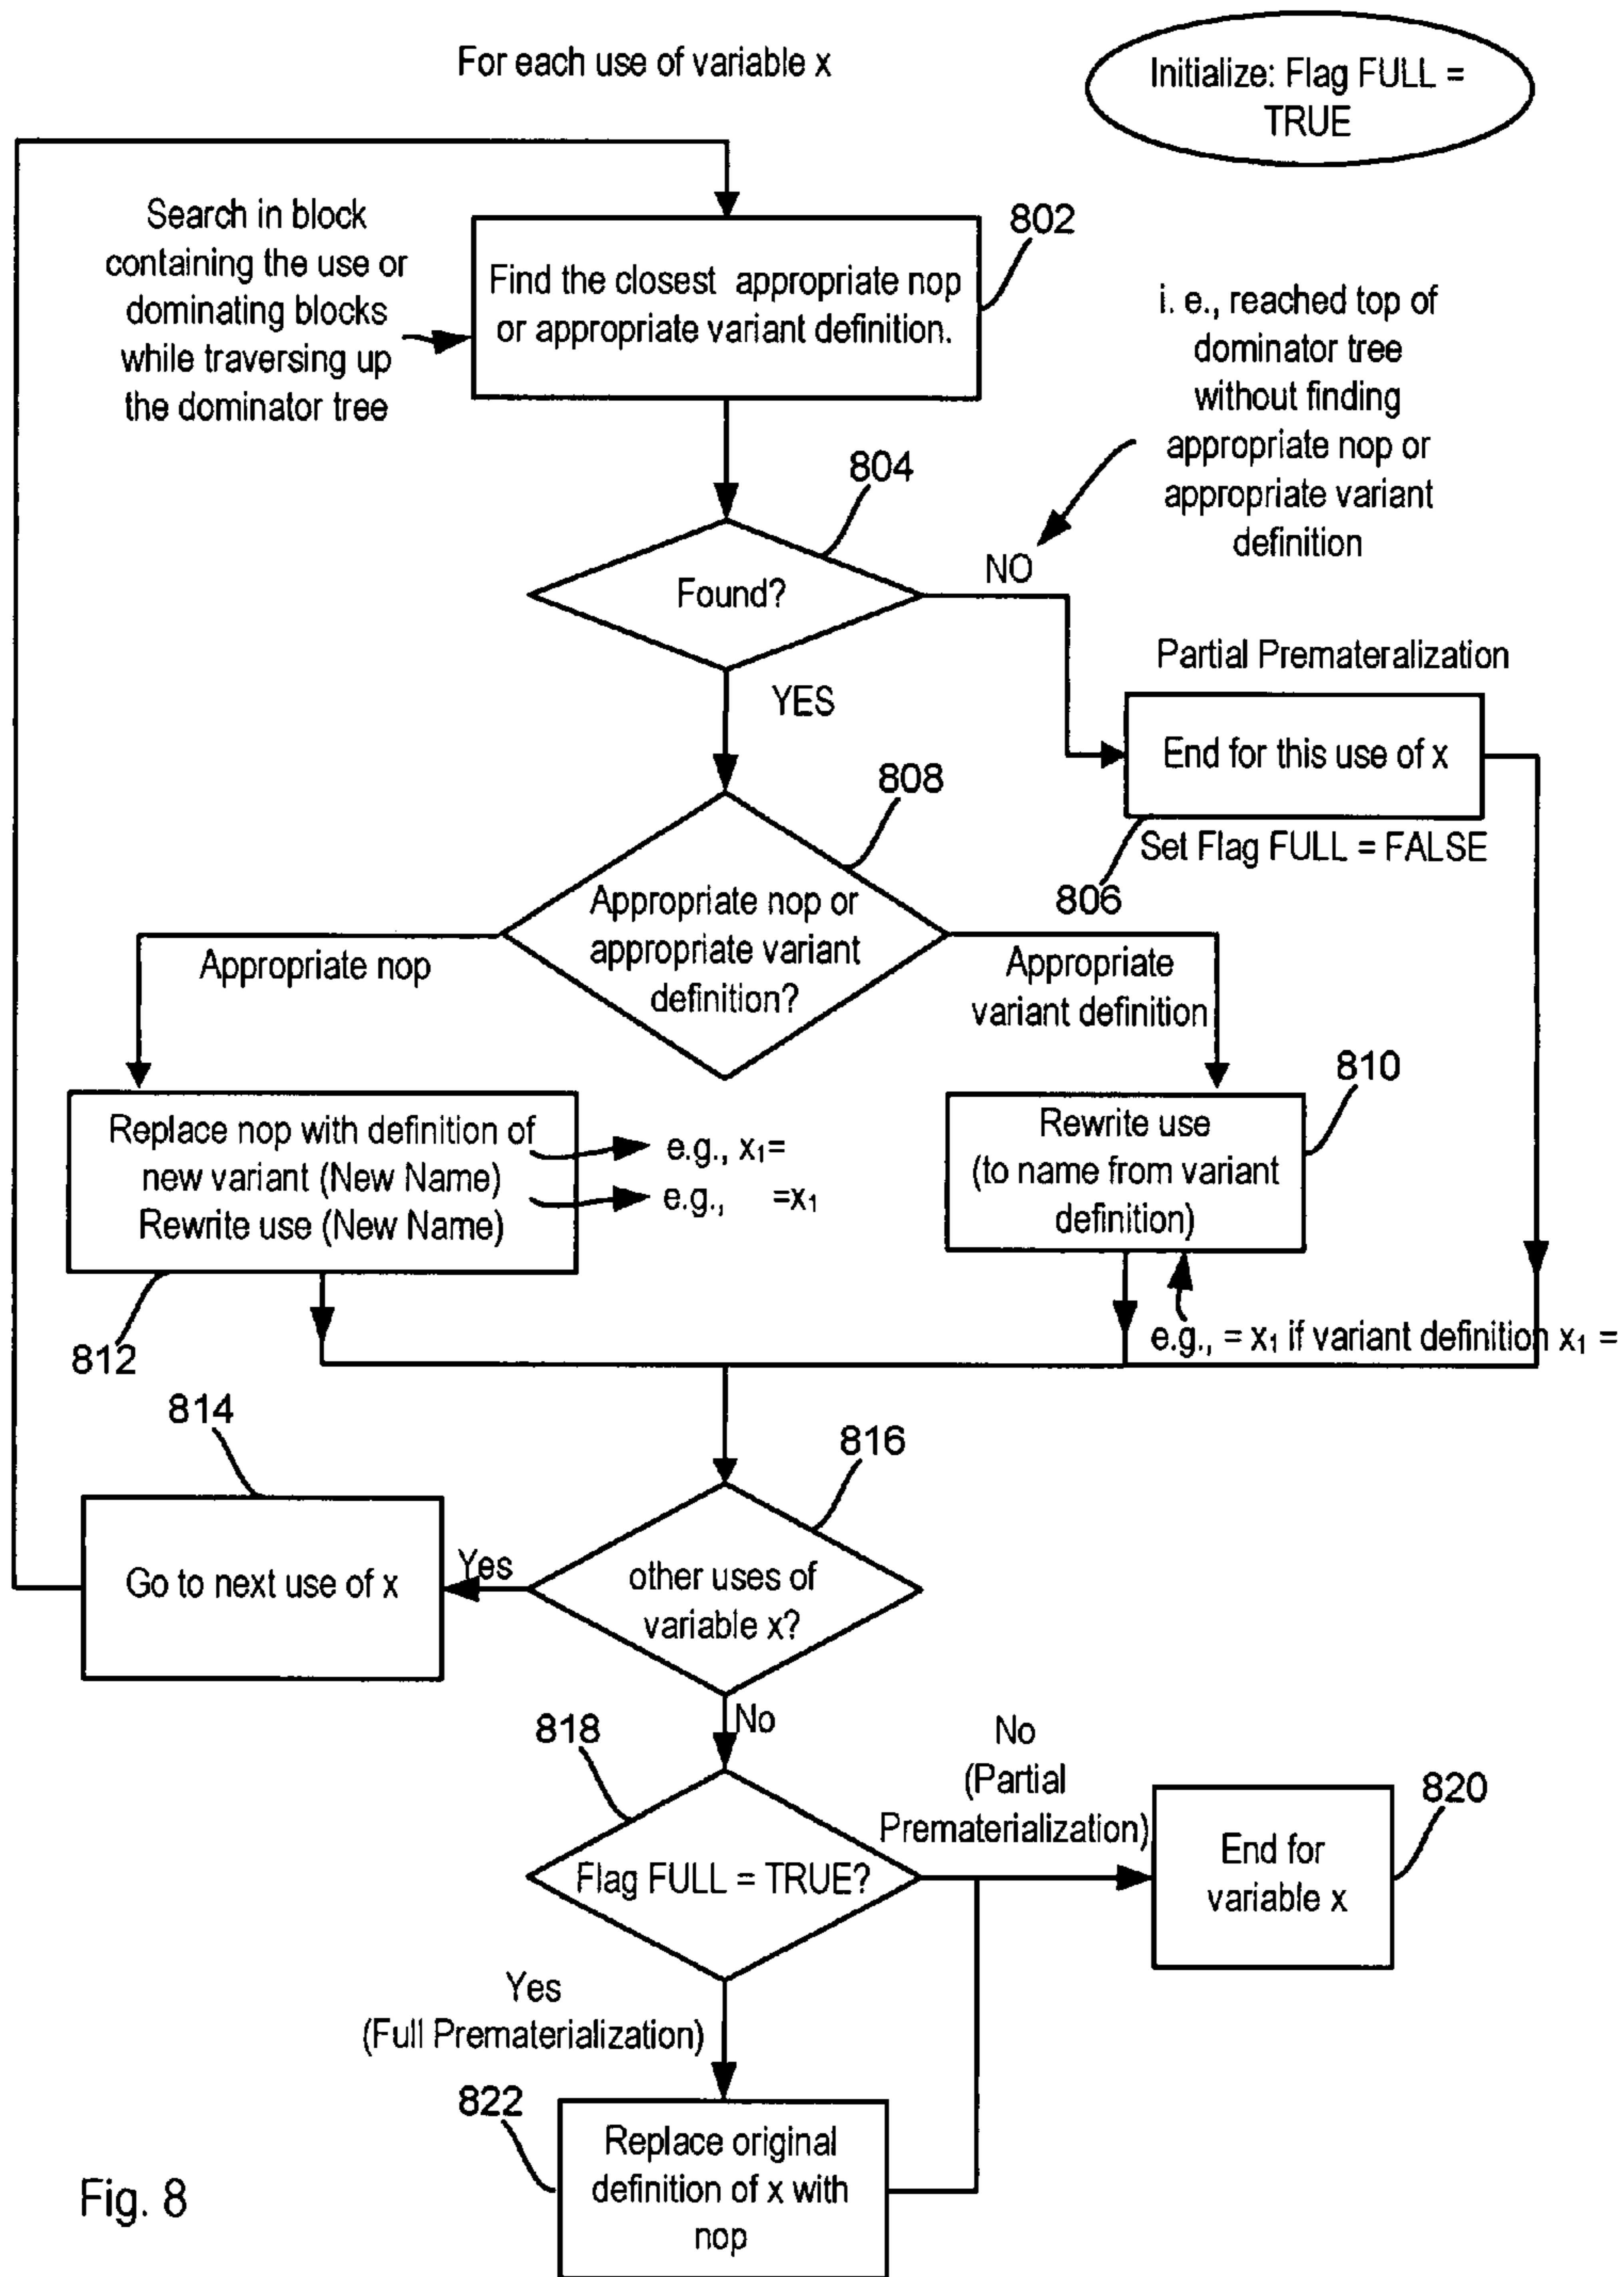 For each use of variable x
Initialize: Flag FULL =
TRUE
Search in block
containing the use or
dominating blocks
while traversing up
the dominator tree
Find the closest appropriate nop
or appropriate variant definition.
802
i. e., reached top of
dominator tree
without finding
appropriate nop or
appropriate variant
definition
804
Found?
NO
YES
Partial Premateralization
End for this use of x
Set Flag FULL = FALSE
806
808
Appropriate nop or
appropriate variant
definition?
Appropriate nop
Appropriate
variant definition
Replace nop with definition of
new variant (New Name)
Rewrite use (New Name)
e.g., x₁=
e.g., =x₁
812
810
Rewrite use
(to name from variant
definition)
e.g., = x₁ if variant definition x₁ =
814
Go to next use of x
Yes
816
other uses of
variable x?
No
818
Flag FULL = TRUE?
No
(Partial
Prematerialization)
820
End for
variable x
Yes
(Full Prematerialization)
822
Replace original
definition of x with
nop
Fig. 8